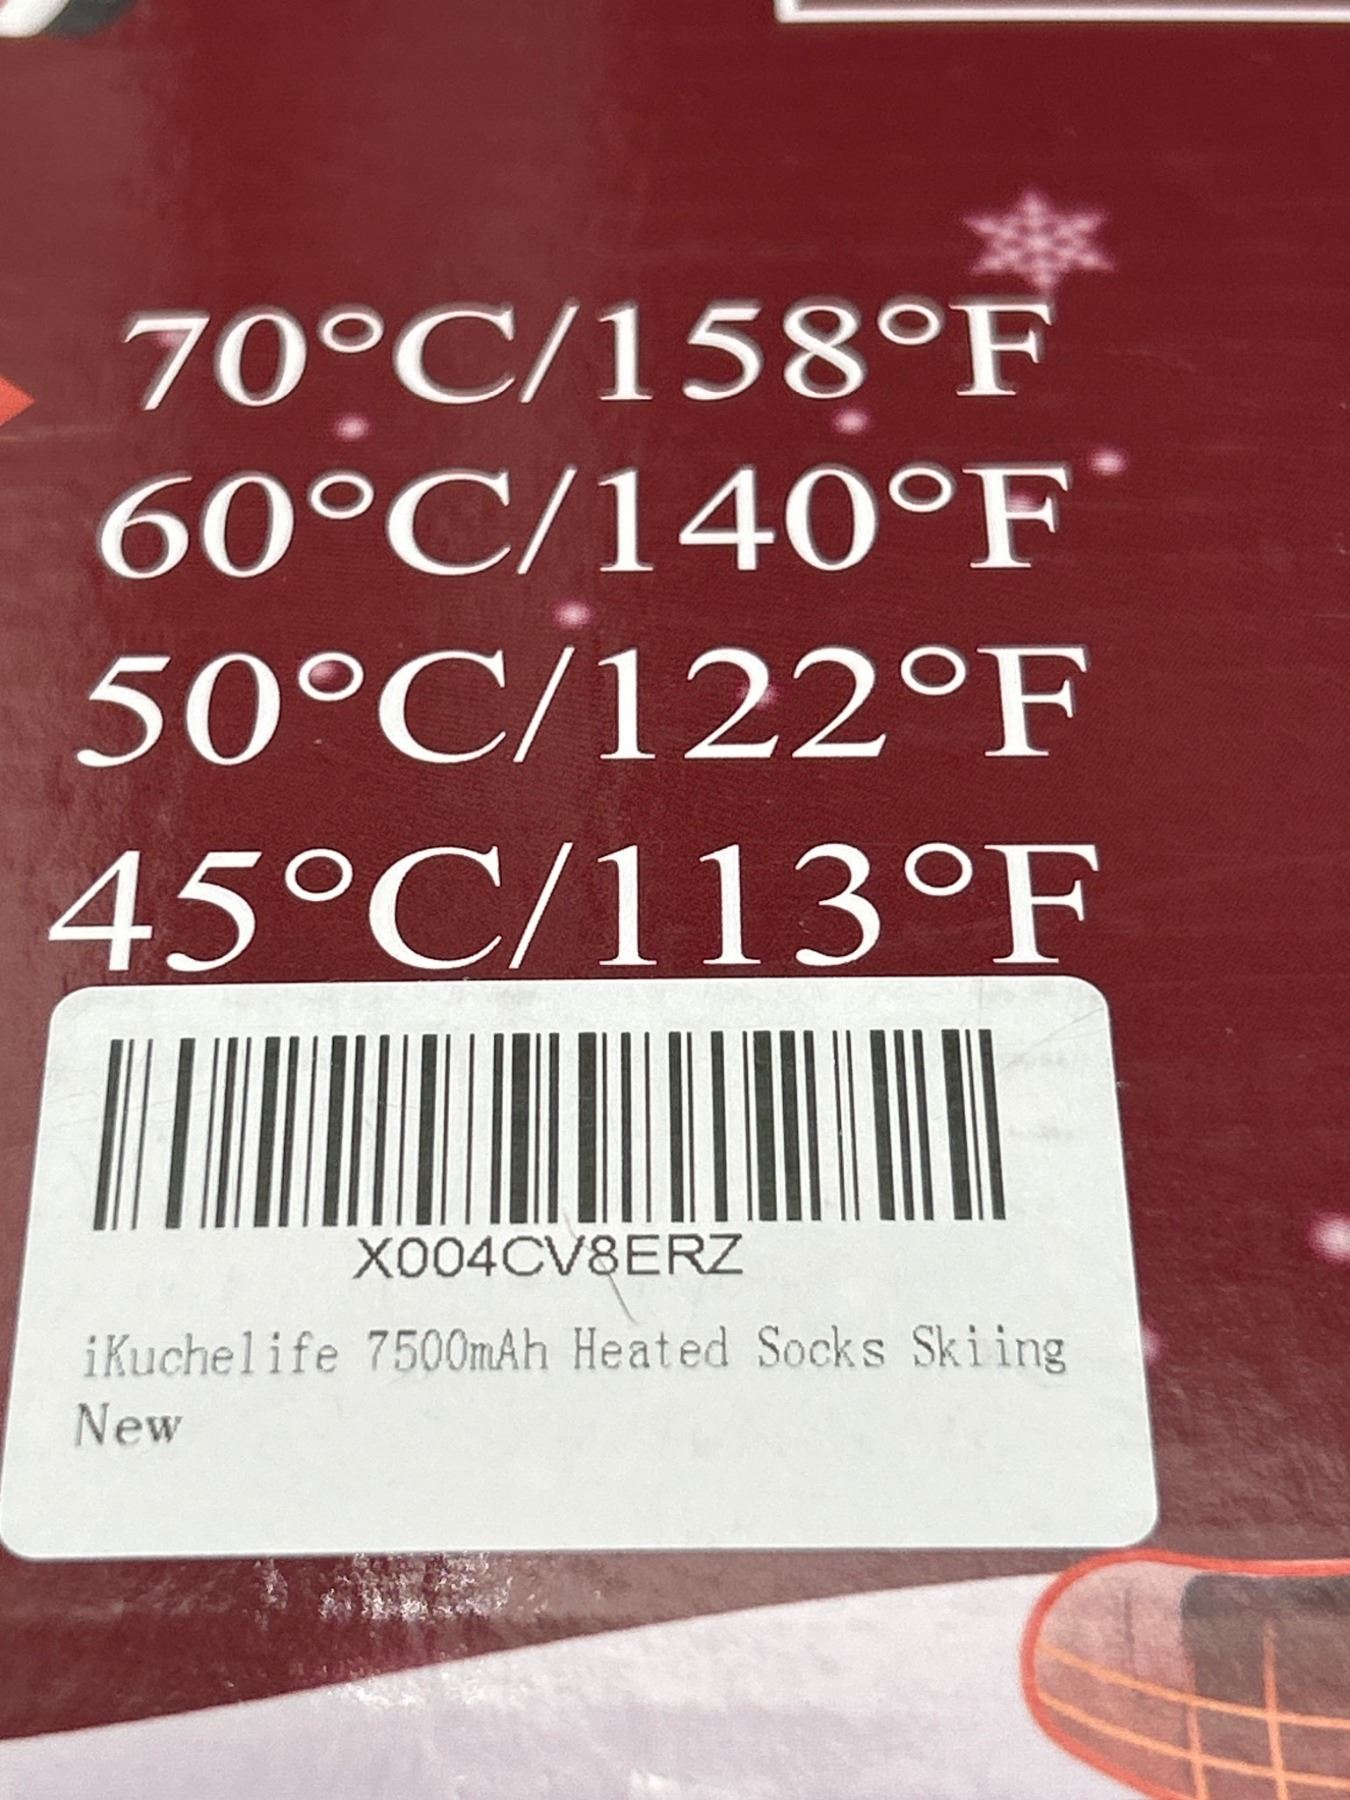 70°C/158°F
60°C/140°F
50°C/122°F
45°C/113°F
X004CV8ERZ
iKuchelife 7500mAh Heated Socks Skiing
New